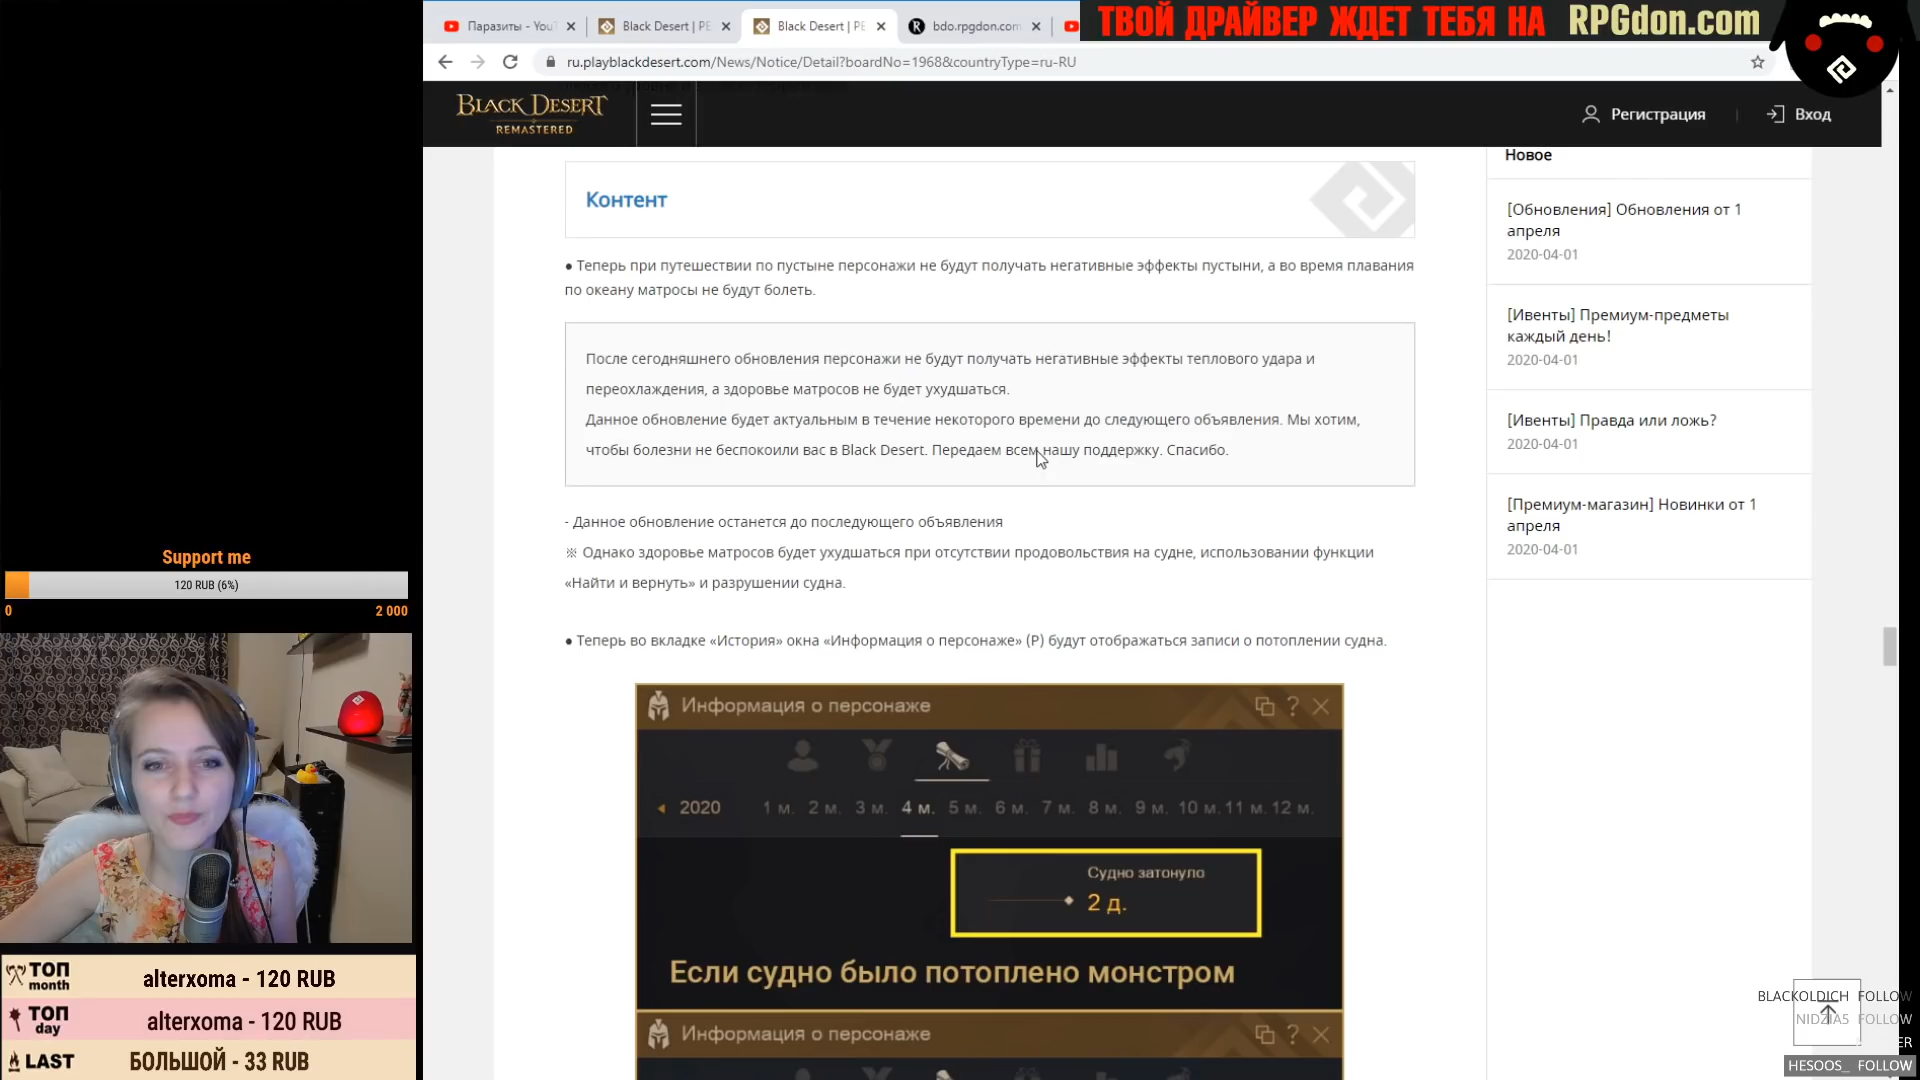 Паразиты - YouT
Black Desert | РЕ
Black Desert | РЕ
bdo.rpgdon.com
ТВОЙ ДРАЙВЕР ЖДЕТ ТЕБЯ НА RPGdon.com
ru.playblackdesert.com/News/Notice/Detail?boardNo=1968&countryType=ru-RU
BLACK DESERT
REMASTERED
Регистрация
Вход
Контент
● Теперь при путешествии по пустыне персонажи не будут получать негативные эффекты пустыни, а во время плавания
по океану матросы не будут болеть.
После сегодняшнего обновления персонажи не будут получать негативные эффекты теплового удара и
переохлаждения, а здоровье матросов не будет ухудшаться.
Данное обновление будет актуальным в течение некоторого времени до следующего объявления. Мы хотим,
чтобы болезни не беспокоили вас в Black Desert. Передаем всем нашу поддержку. Спасибо.
- Данное обновление останется до последующего объявления
※ Однако здоровье матросов будет ухудшаться при отсутствии продовольствия на судне, использовании функции
«Найти и вернуть» и разрушении судна.
● Теперь во вкладке «История» окна «Информация о персонаже» (P) будут отображаться записи о потоплении судна.
Информация о персонаже
2020 1 м. 2 м. 3 м. 4 м. 5 м. 6 м. 7 м. 8 м. 9 м. 10 м. 11 м. 12 м.
Судно затонуло
2 д.
Если судно было потоплено монстром
Информация о персонаже
Новое
[Обновления] Обновления от 1
апреля
2020-04-01
[Ивенты] Премиум-предметы
каждый день!
2020-04-01
[Ивенты] Правда или ложь?
2020-04-01
[Премиум-магазин] Новинки от 1
апреля
2020-04-01
Support me
120 RUB (6%)
0
2 000
ТОП
month
alterxoma - 120 RUB
ТОП
day
alterxoma - 120 RUB
LAST
БОЛЬШОЙ - 33 RUB
BLACKOLDICH FOLLOW
NIDZIA5 FOLLOW
HESOOS_ FOLLOW